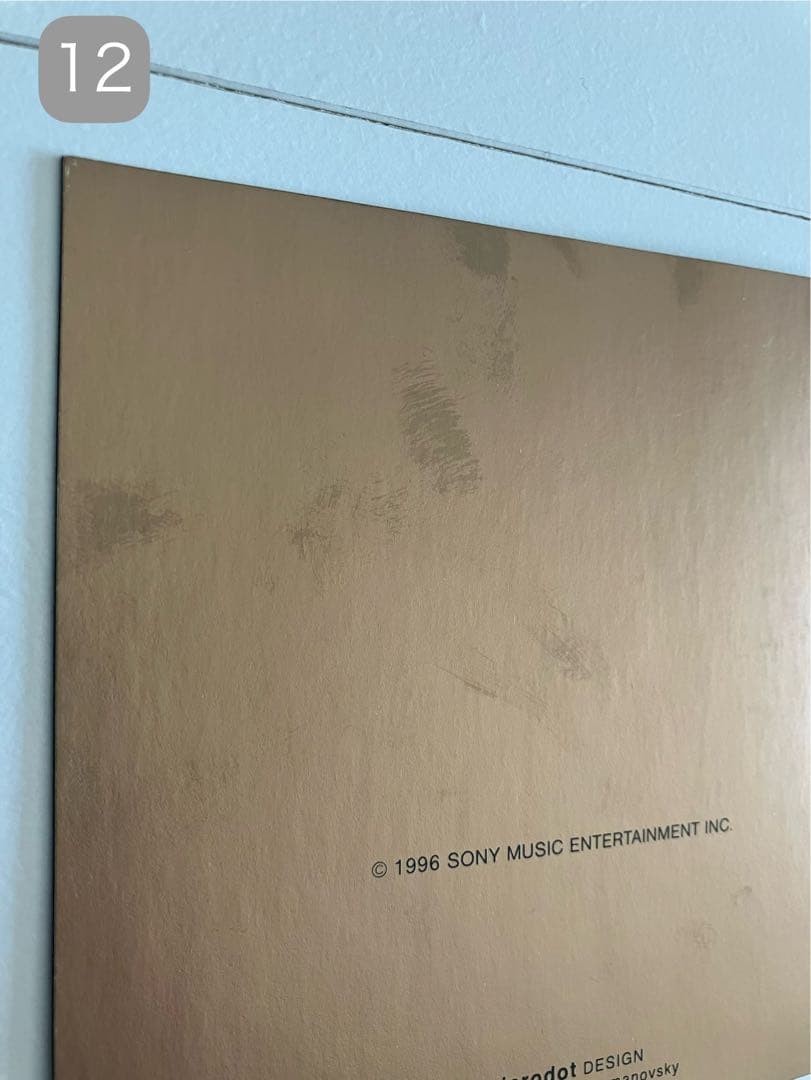 12
© 1996 SONY MUSIC ENTERTAINMENT INC.
DESIGN